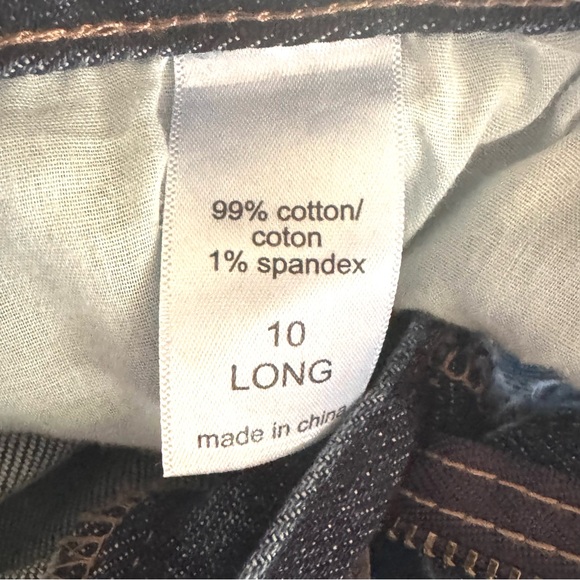 99% cotton/
coton
1% spandex
10
LONG
made in china